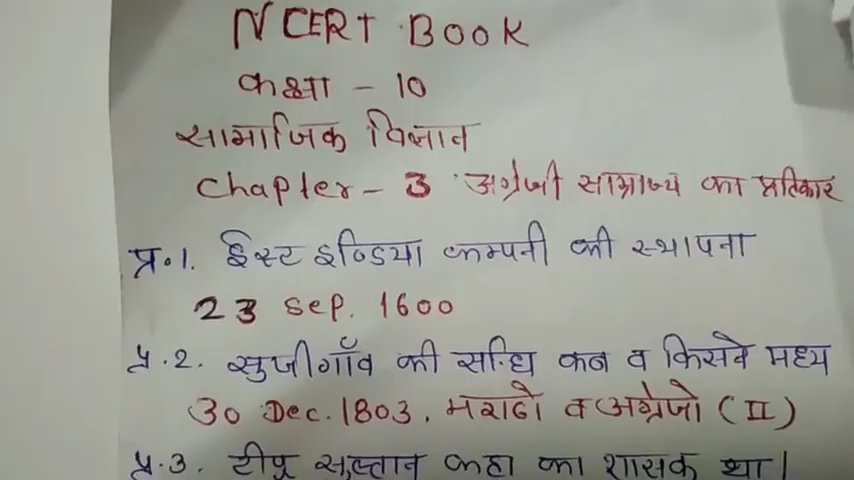 NCERT BOOK
कक्षा - 10
सामाजिक विज्ञान
Chapter - 3 अंग्रेजी साम्राज्य का प्रतिकार
प्र.1. ईस्ट इण्डिया कम्पनी की स्थापना
23 Sep. 1600
प्र.2. सुर्जीगाँव की सन्धि कब व किसके मध्य
30 Dec. 1803. मराठो व अंग्रेजो (II)
प्र.3. टीपू सुल्तान कहा का शासक था।